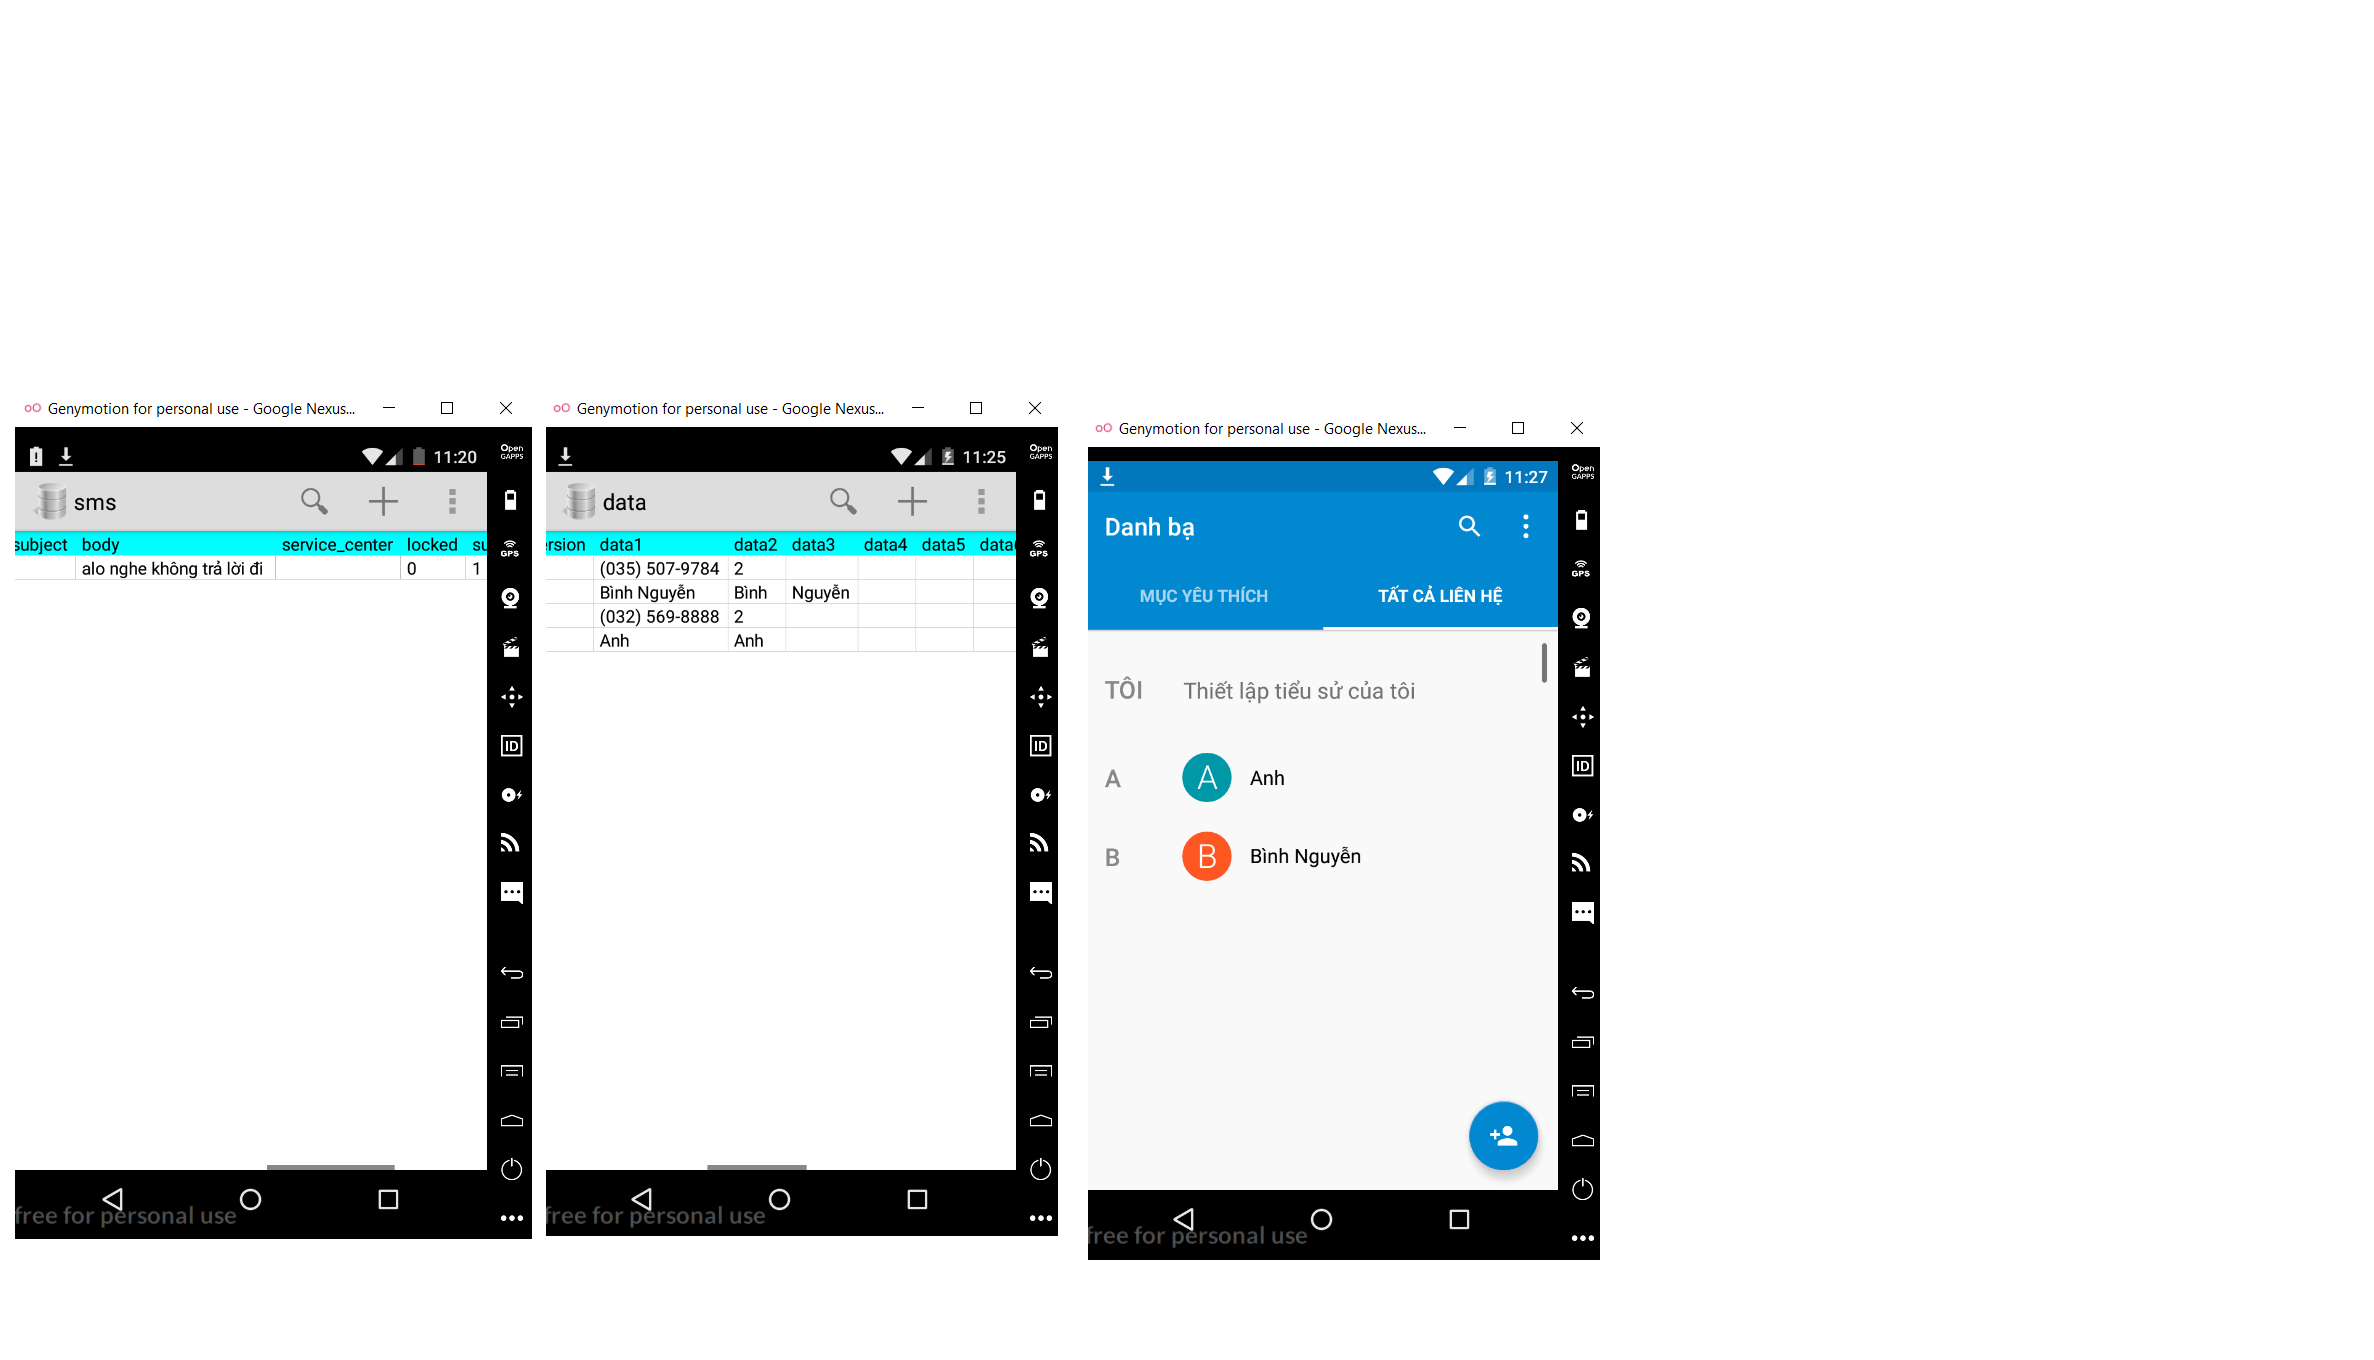 Genymotion for personal use - Google Nexus...
11:20
Open GAPPS
sms
subject body service_center locked su
alo nghe không trả lời đi 0 1
GPS
ID
free for personal use
Genymotion for personal use - Google Nexus...
11:25
Open GAPPS
data
ersion data1 data2 data3 data4 data5 data
(035) 507-9784 2
Bình Nguyễn Bình Nguyễn
(032) 569-8888 2
Anh Anh
GPS
ID
free for personal use
Genymotion for personal use - Google Nexus...
11:27
Open GAPPS
Danh bạ
MỤC YÊU THÍCH TẤT CẢ LIÊN HỆ
GPS
TÔI Thiết lập tiểu sử của tôi
A A Anh
ID
B B Bình Nguyễn
free for personal use